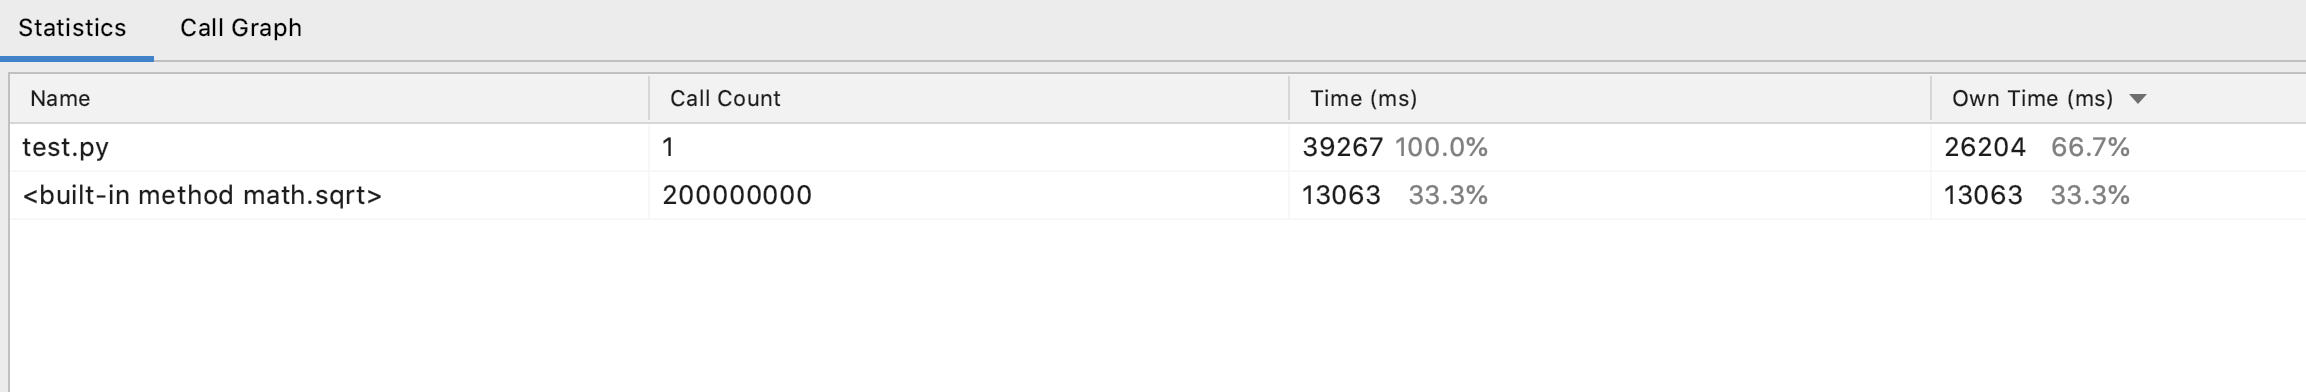 Statistics Call Graph
Name Call Count Time (ms) Own Time (ms)
test.py 1 39267 100.0% 26204 66.7%
<built-in method math.sqrt> 200000000 13063 33.3% 13063 33.3%